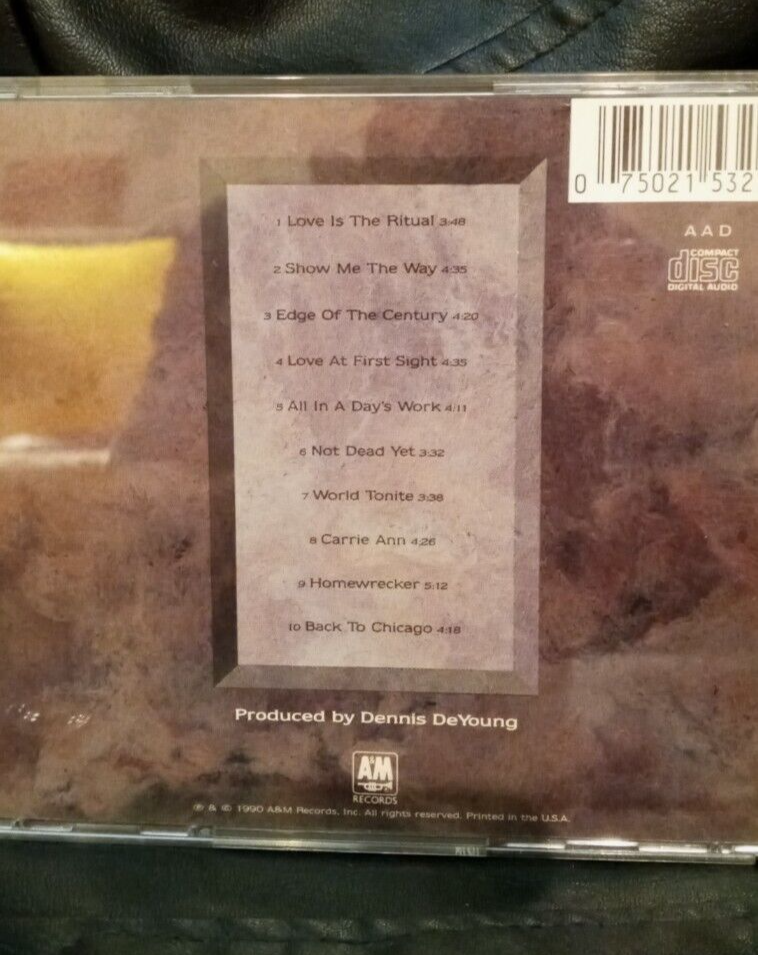 0 75021 532
AAD
COMPACT
disc
DIGITAL AUDIO
1 Love Is The Ritual 3:48
2 Show Me The Way 4:35
3 Edge Of The Century 4:20
4 Love At First Sight 4:35
5 All In A Day's Work 4:11
6 Not Dead Yet 3:32
7 World Tonite 3:38
8 Carrie Ann 4:26
9 Homewrecker 5:12
10 Back To Chicago 4:18
Produced by Dennis DeYoung
A&M
RECORDS
℗ & © 1990 A&M Records, Inc. All rights reserved. Printed in the U.S.A.